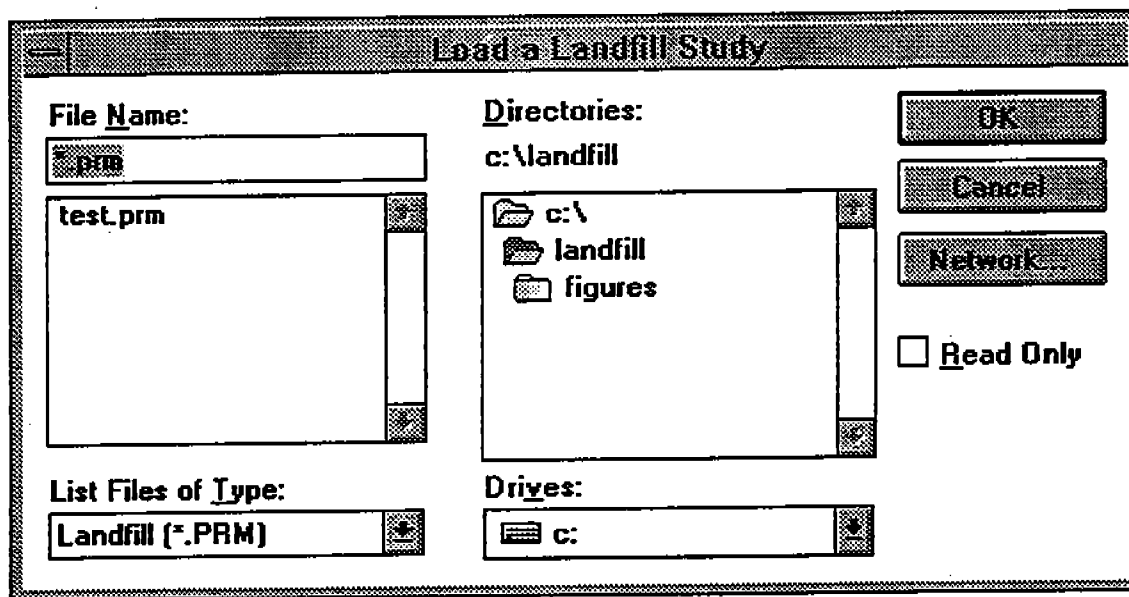 Load a Landfill Study
File Name:
*.prm
test.prm
List Files of Type:
Landfill (*.PRM)
Directories:
c:\landfill
c:\
landfill
figures
Drives:
c:
OK
Cancel
Network...
Read Only